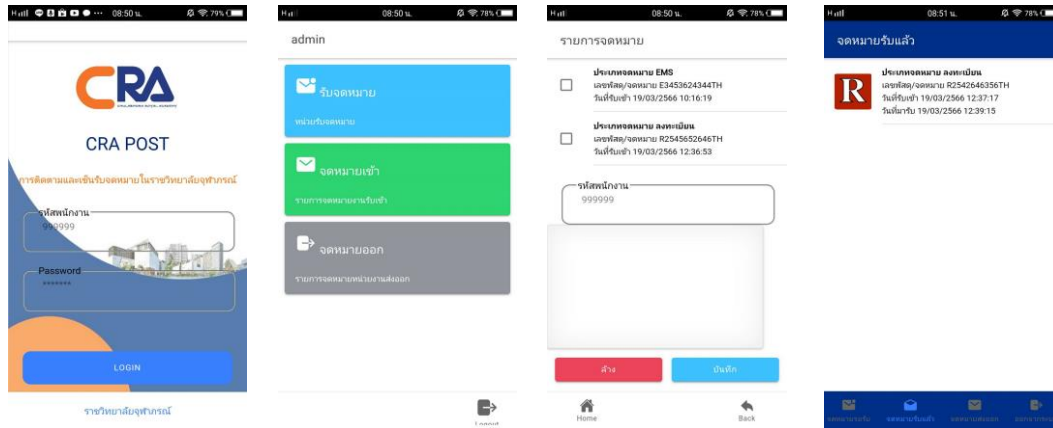 08:50 น.
79%
CRA
CRA POST
การติดตามและเซ็นรับจดหมายในราชวิทยาลัยจุฬาภรณ์
รหัสพนักงาน
999999
Password
*******
LOGIN
ราชวิทยาลัยจุฬาภรณ์
08:50 น.
78%
admin
รับจดหมาย
หน่วยรับจดหมาย
จดหมายเข้า
รายการจดหมายงานรับเข้า
จดหมายออก
รายการจดหมายหน่วยงานส่งออก
Logout
08:50 น.
78%
รายการจดหมาย
ประเภทจดหมาย EMS
เลขพัสดุ/จดหมาย E3453624344TH
วันที่รับเข้า 19/03/2566 10:16:19
ประเภทจดหมาย ลงทะเบียน
เลขพัสดุ/จดหมาย R2545652646TH
วันที่รับเข้า 19/03/2566 12:36:53
รหัสพนักงาน
999999
ล้าง
บันทึก
Home
Back
08:51 น.
78%
จดหมายรับแล้ว
R
ประเภทจดหมาย ลงทะเบียน
เลขพัสดุ/จดหมาย R2542646356TH
วันที่รับเข้า 19/03/2566 12:37:17
วันที่มารับ 19/03/2566 12:39:15
จดหมายรับแล้ว